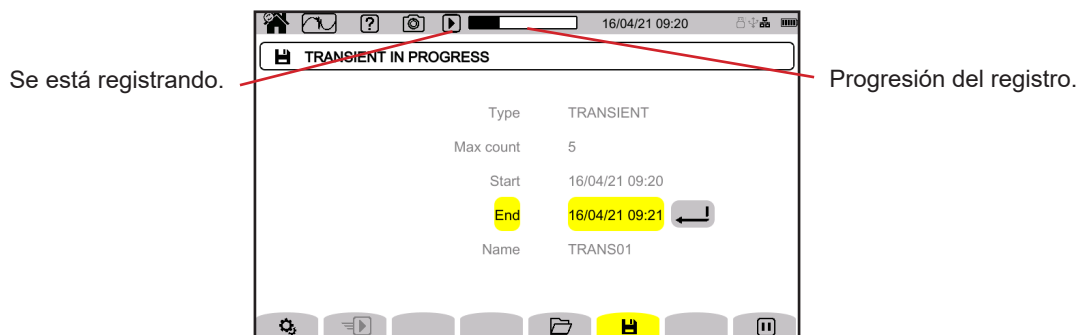 16/04/21 09:20
TRANSIENT IN PROGRESS
Se está registrando.
Progresión del registro.
Type TRANSIENT
Max count 5
Start 16/04/21 09:20
End 16/04/21 09:21
Name TRANS01